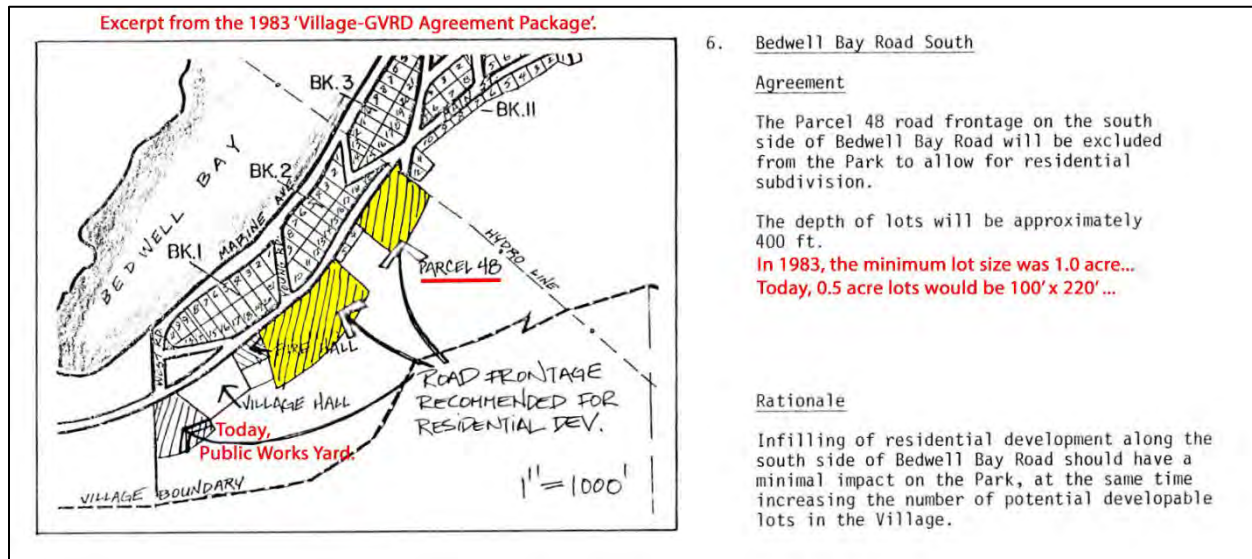 Excerpt from the 1983 'Village-GVRD Agreement Package'.
BK.3
BK.11
BK.2
BK.1
BEDWELL BAY
MARINE AVE
HYDRO LINE
PARCEL 48
FIRE HALL
VILLAGE HALL
ROAD FRONTAGE
RECOMMENDED FOR
RESIDENTIAL DEV.
Today,
Public Works Yard.
VILLAGE BOUNDARY
1"=1000'
6. Bedwell Bay Road South
Agreement
The Parcel 48 road frontage on the south
side of Bedwell Bay Road will be excluded
from the Park to allow for residential
subdivision.
The depth of lots will be approximately
400 ft.
In 1983, the minimum lot size was 1.0 acre...
Today, 0.5 acre lots would be 100' x 220' ...
Rationale
Infilling of residential development along the
south side of Bedwell Bay Road should have a
minimal impact on the Park, at the same time
increasing the number of potential developable
lots in the Village.